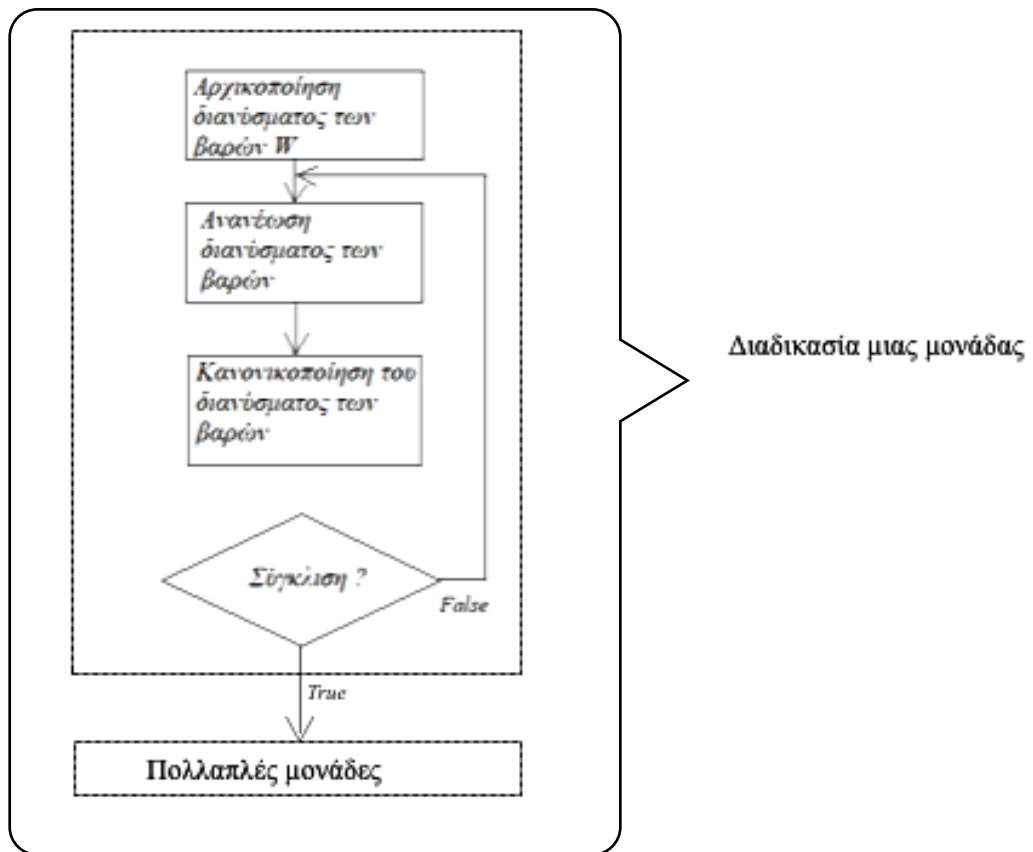 Αρχικοποίηση
διανύσματος των
βαρών W
Ανανέωση
διανύσματος των
βαρών
Κανονικοποίηση του
διανύσματος των
βαρών
Διαδικασία μιας μονάδας
Σύγκλιση ?
False
True
Πολλαπλές μονάδες